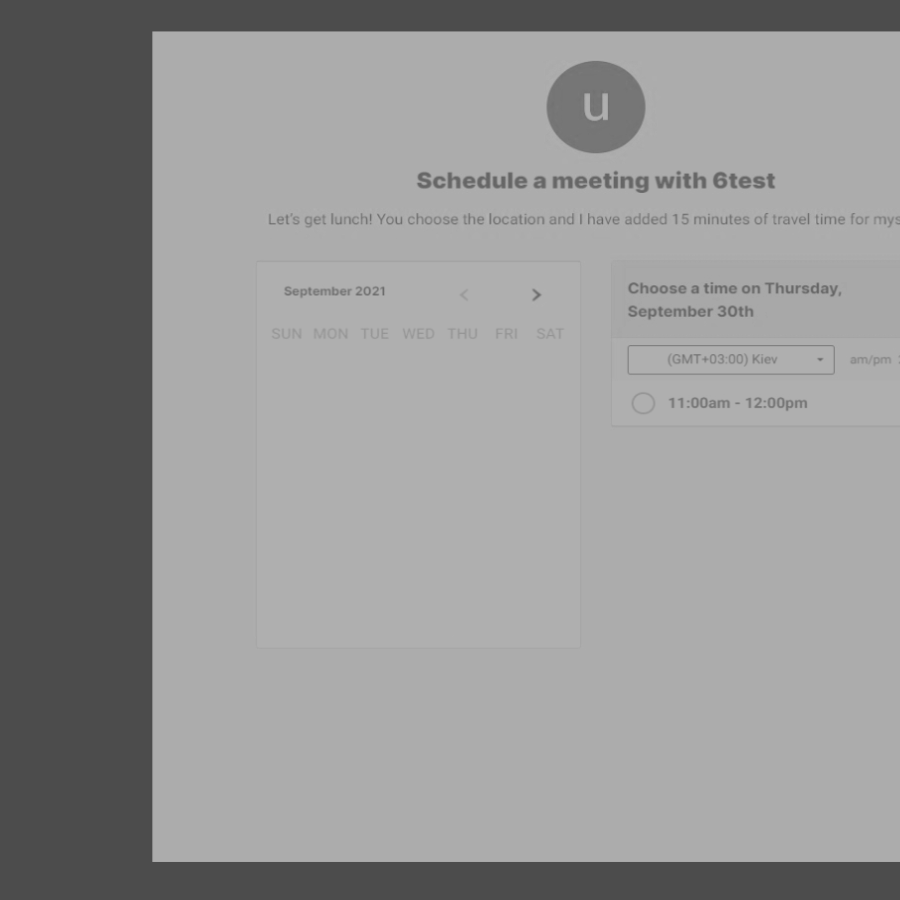 u
Schedule a meeting with 6test
Let's get lunch! You choose the location and I have added 15 minutes of travel time for
September 2021
SUN MON TUE WED THU FRI SAT
Choose a time on Thursday,
September 30th
(GMT+03:00) Kiev
am/pm
11:00am - 12:00pm